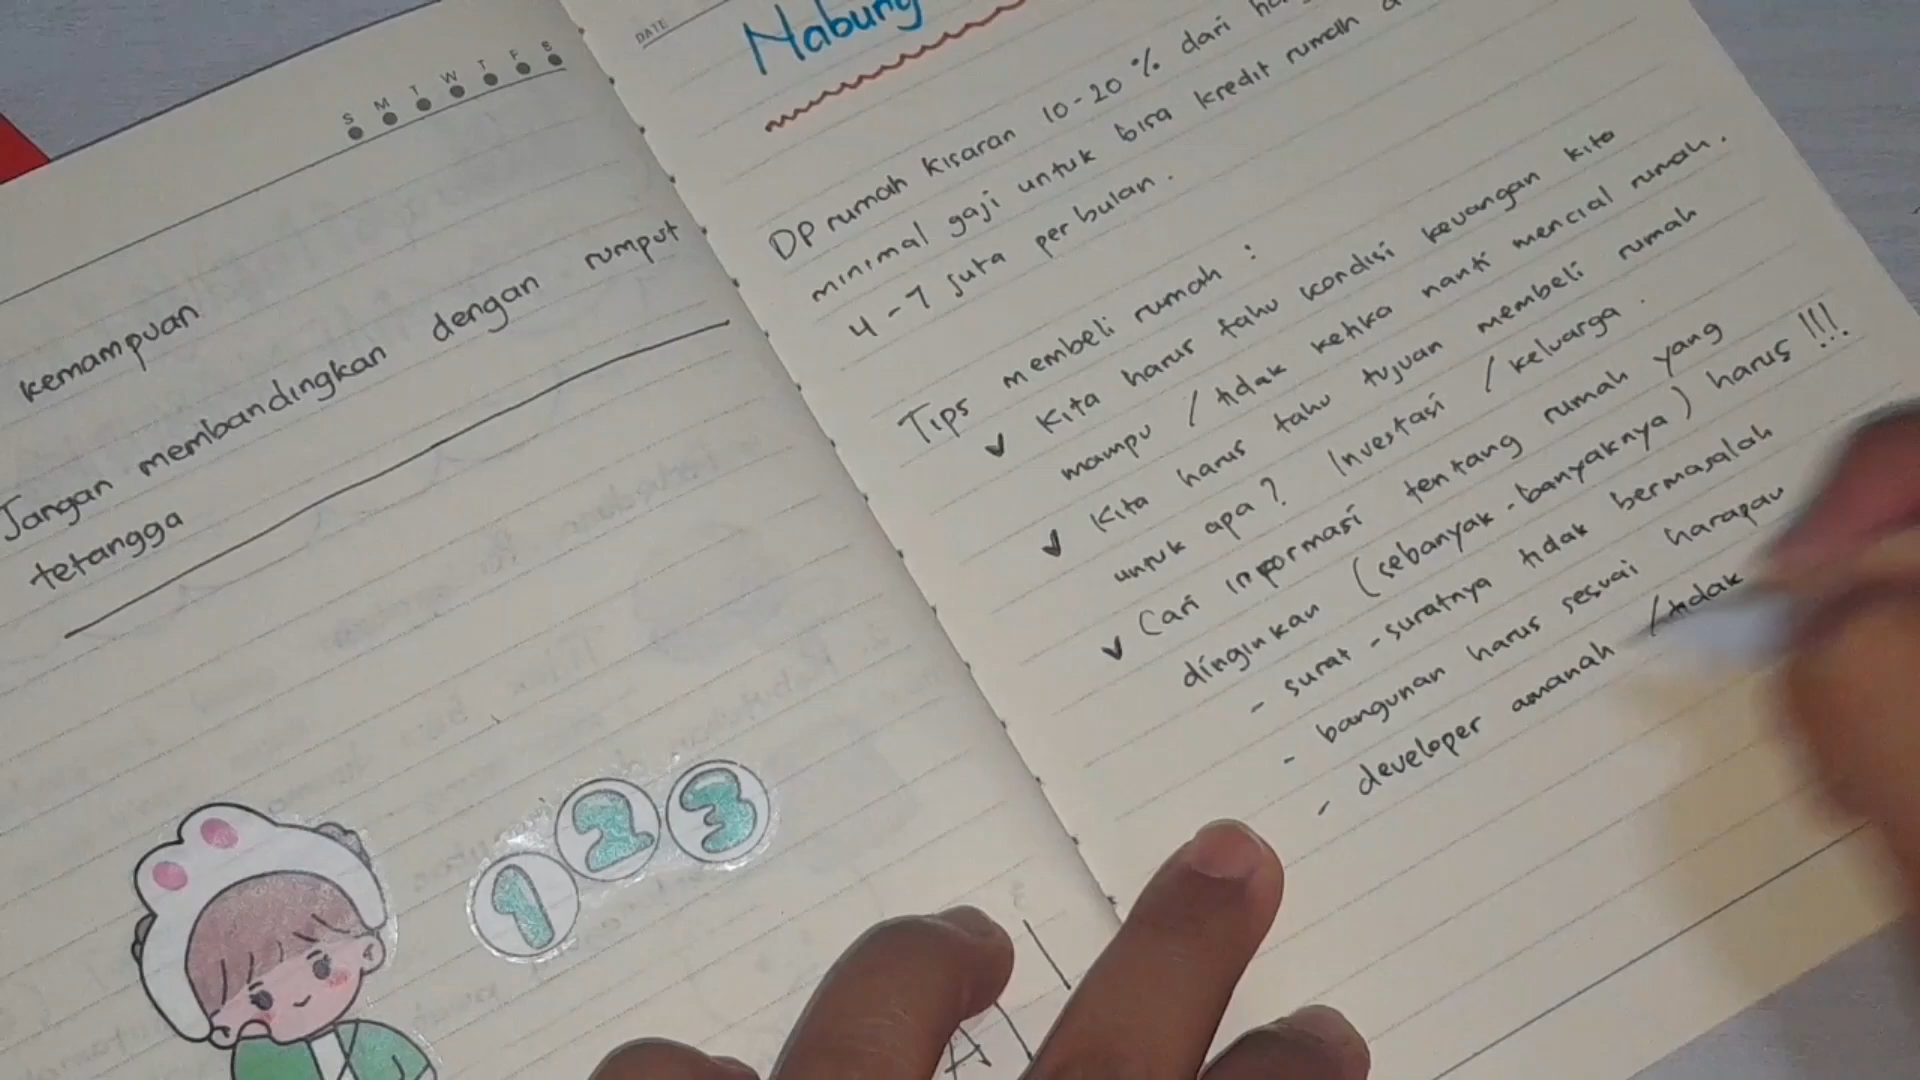 S M T W T F S
kemampuan
Jangan membandingkan dengan rumput
tetangga
1 2 3
DATE
Nabung
DP rumah kisaran 10-20% dari
minimal gaji untuk bisa kredit rumah
4-7 juta per bulan.
Tips membeli rumah :
✓ Kita harus tahu kondisi keuangan kita
mampu / tidak ketika nanti mencial rumah.
✓ Kita harus tahu tujuan membeli rumah
untuk apa? Investasi / keluarga.
✓ Cari informasi tentang rumah yang
dinginkan (sebanyak-banyaknya) harus !!!
- surat-suratnya tidak bermasalah
- bangunan harus sesuai harapan
- developer amanah / tidak